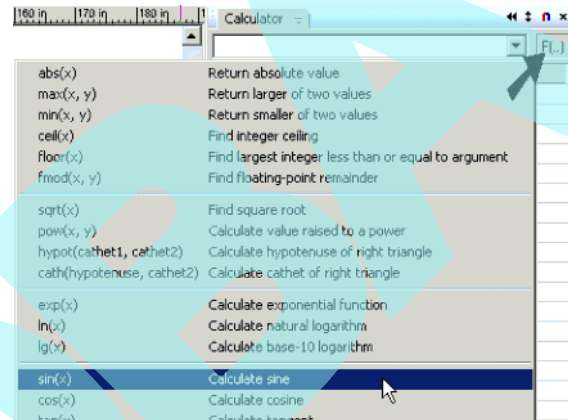 160 in 170 in 180 in 1
Calculator
F(..)
abs(x) Return absolute value
max(x, y) Return larger of two values
min(x, y) Return smaller of two values
ceil(x) Find integer ceiling
floor(x) Find largest integer less than or equal to argument
fmod(x, y) Find floating-point remainder
sqrt(x) Find square root
pow(x, y) Calculate value raised to a power
hypot(cathet1, cathet2) Calculate hypotenuse of right triangle
cath(hypotenuse, cathet2) Calculate cathet of right triangle
exp(x) Calculate exponential function
ln(x) Calculate natural logarithm
lg(x) Calculate base-10 logarithm
sin(x) Calculate sine
cos(x) Calculate cosine
tan(x) Calculate tangent